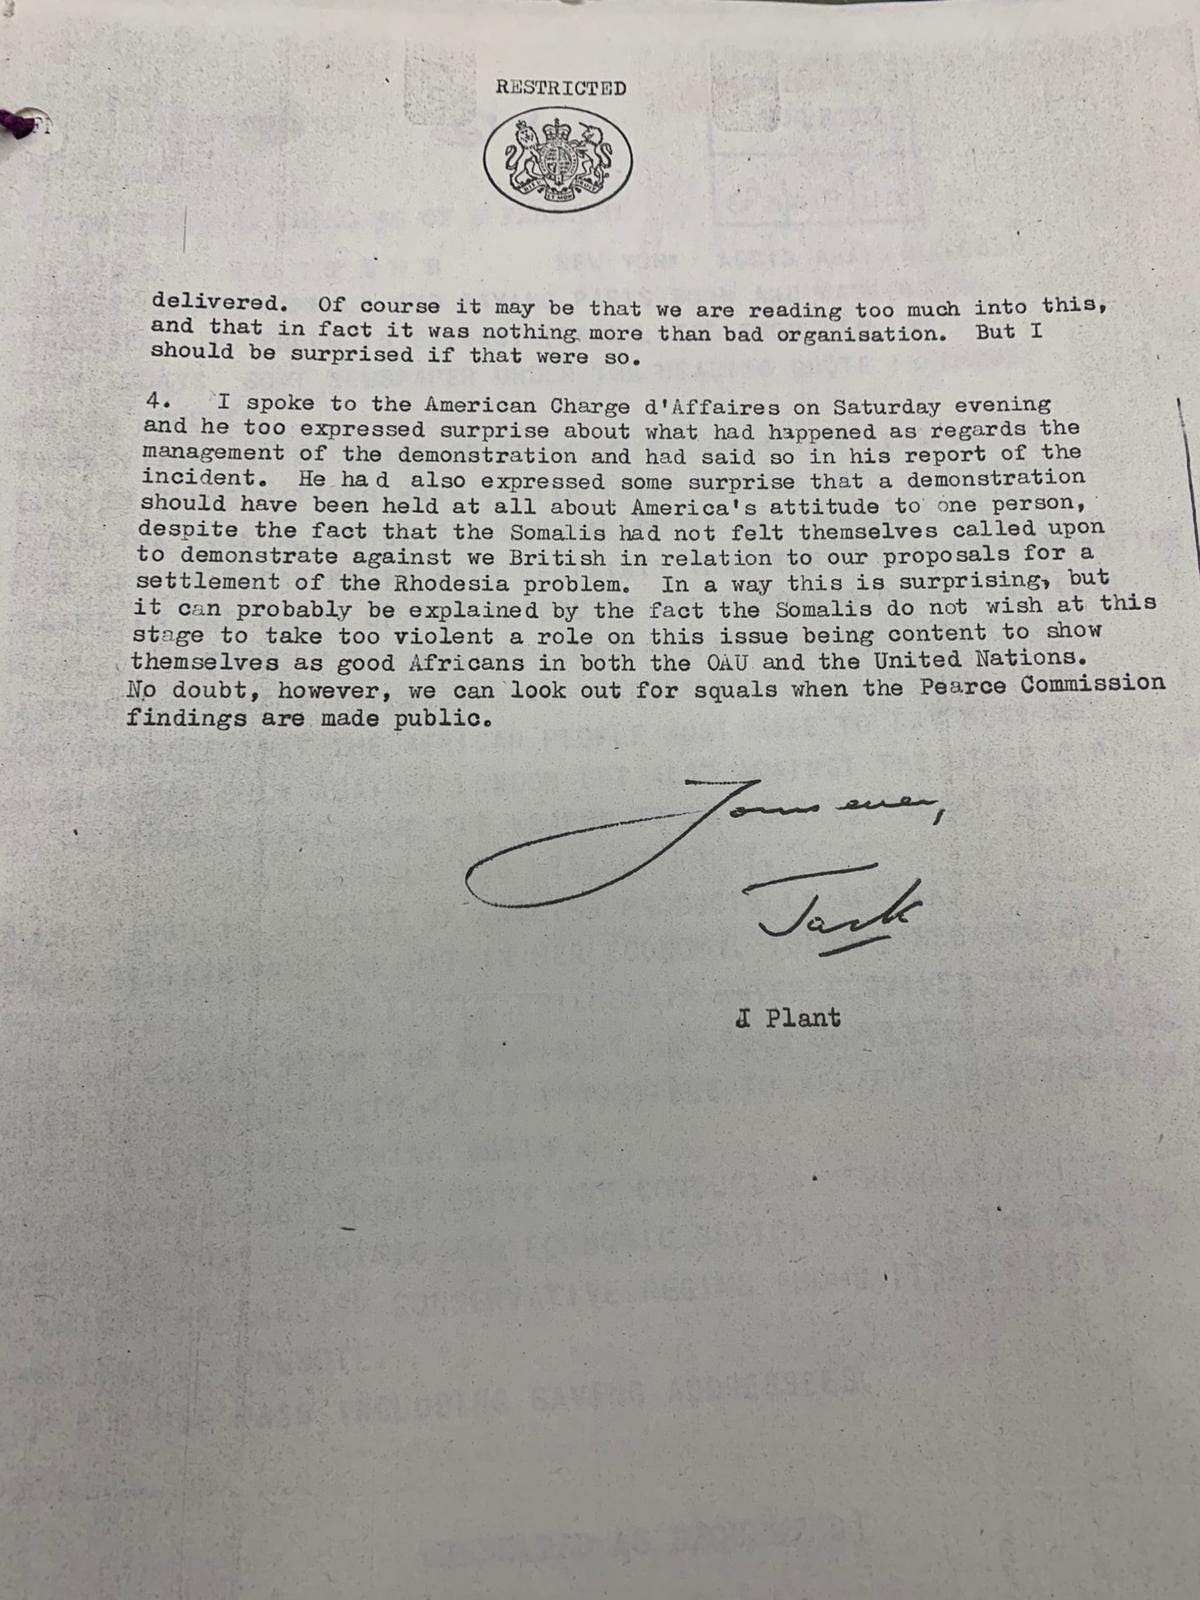 RESTRICTED
delivered. Of course it may be that we are reading too much into this,
and that in fact it was nothing more than bad organisation. But I
should be surprised if that were so.
4. I spoke to the American Charge d'Affaires on Saturday evening
and he too expressed surprise about what had happened as regards the
management of the demonstration and had said so in his report of the
incident. He had also expressed some surprise that a demonstration
should have been held at all about America's attitude to one person,
despite the fact that the Somalis had not felt themselves called upon
to demonstrate against we British in relation to our proposals for a
settlement of the Rhodesia problem. In a way this is surprising, but
it can probably be explained by the fact the Somalis do not wish at this
stage to take too violent a role on this issue being content to show
themselves as good Africans in both the OAU and the United Nations.
No doubt, however, we can look out for squals when the Pearce Commission
findings are made public.
Yours ever,
Jack
J Plant